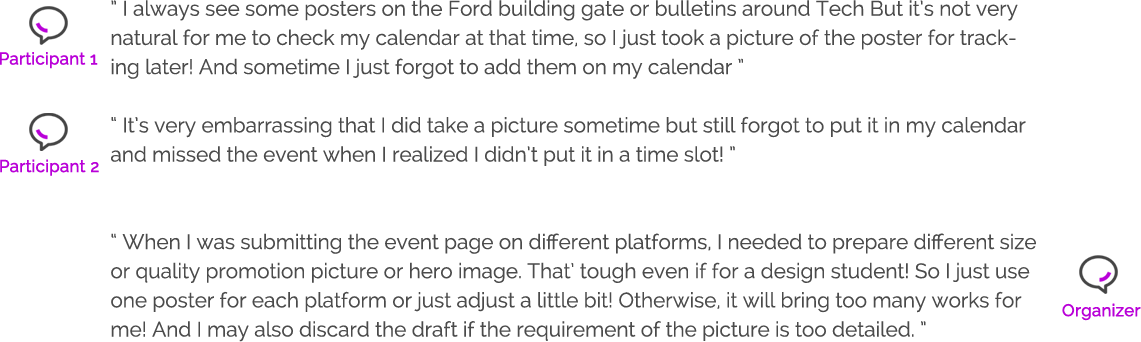 “ I always see some posters on the Ford building gate or bulletins around Tech But it’s not very
natural for me to check my calendar at that time, so I just took a picture of the poster for track-
ing later! And sometime I just forgot to add them on my calendar ”
Participant 1
“ It’s very embarrassing that I did take a picture sometime but still forgot to put it in my calendar
and missed the event when I realized I didn’t put it in a time slot! ”
Participant 2
“ When I was submitting the event page on different platforms, I needed to prepare different size
or quality promotion picture or hero image. That’ tough even if for a design student! So I just use
one poster for each platform or just adjust a little bit! Otherwise, it will bring too many works for
me! And I may also discard the draft if the requirement of the picture is too detailed. ”
Organizer